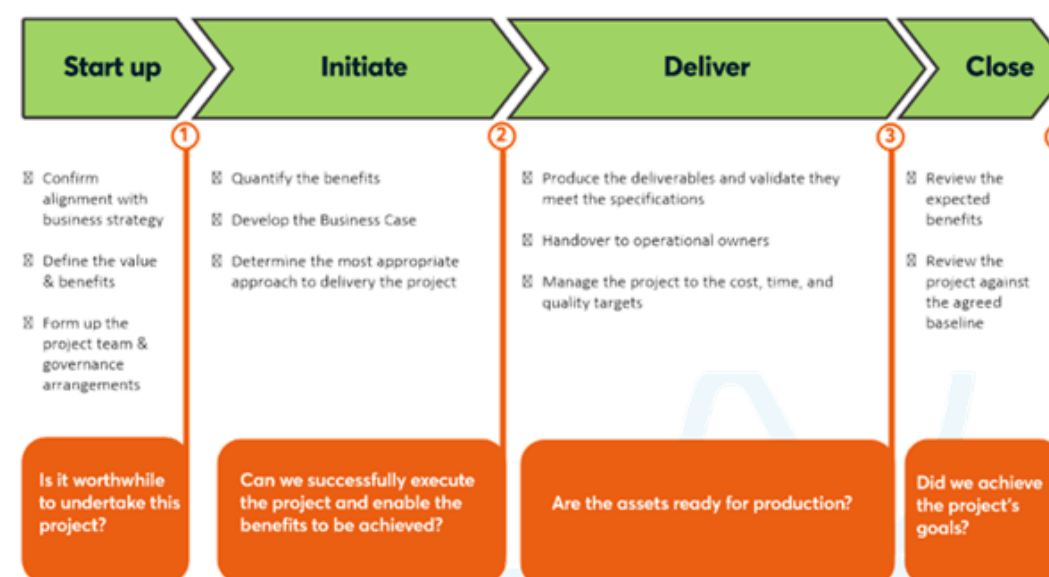 Start up
Initiate
Deliver
Close
1
2
3
Confirm
alignment with
business strategy
Define the value
& benefits
Form up the
project team &
governance
arrangements
Quantify the benefits
Develop the Business Case
Determine the most appropriate
approach to delivery the project
Produce the deliverables and validate they
meet the specifications
Handover to operational owners
Manage the project to the cost, time, and
quality targets
Review the
expected
benefits
Review the
project against
the agreed
baseline
Is it worthwhile
to undertake this
project?
Can we successfully execute
the project and enable the
benefits to be achieved?
Are the assets ready for production?
Did we achieve
the project's
goals?